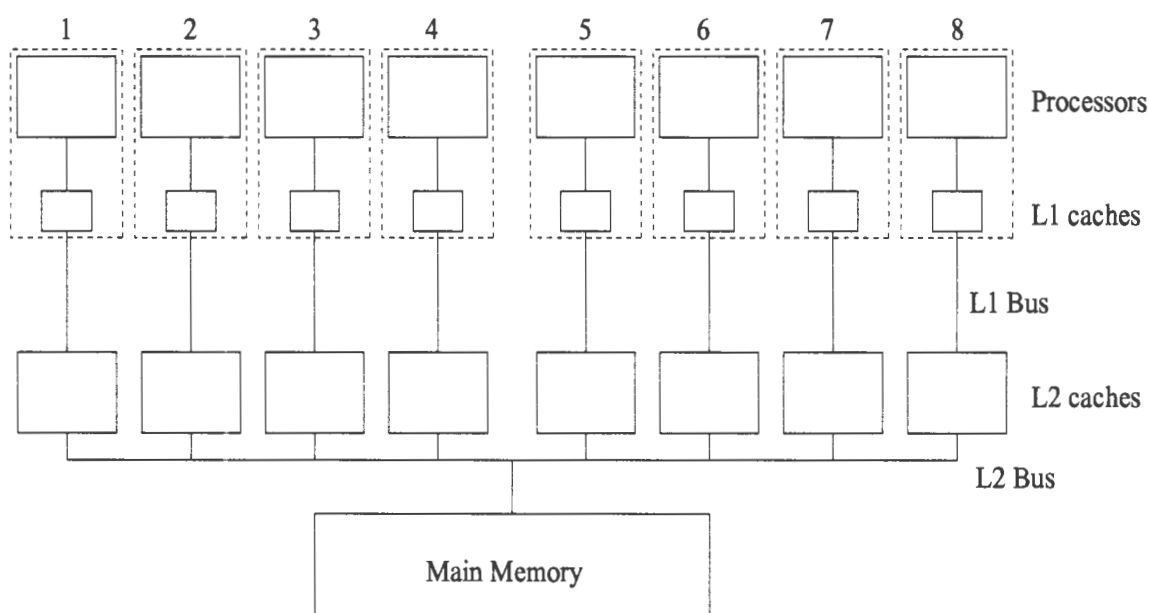 1 2 3 4 5 6 7 8
Processors
L1 caches
L1 Bus
L2 caches
L2 Bus
Main Memory